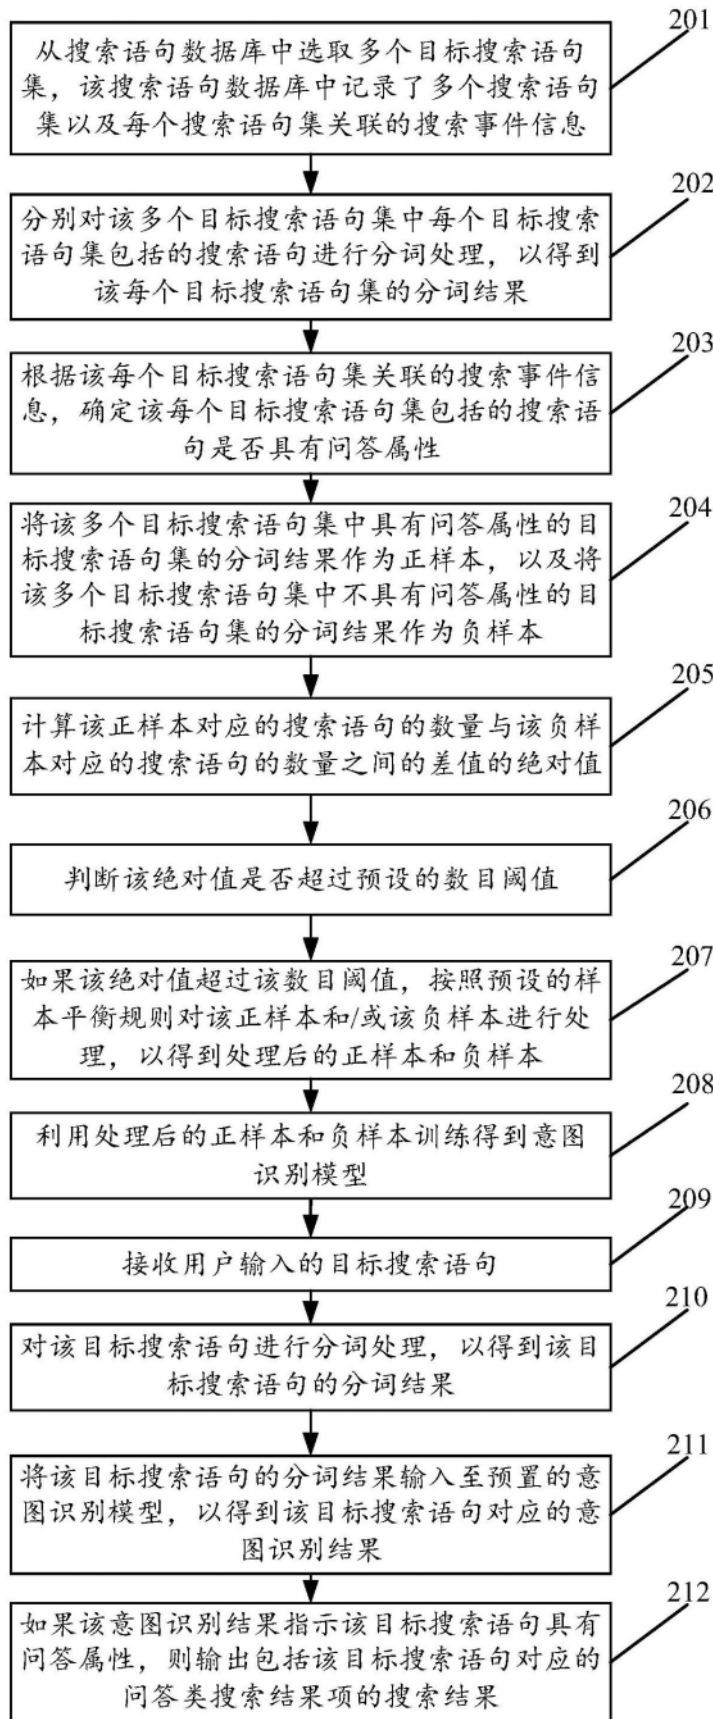 201
从搜索语句数据库中选取多个目标搜索语句
集，该搜索语句数据库中记录了多个搜索语句
集以及每个搜索语句集关联的搜索事件信息
202
分别对该多个目标搜索语句集中每个目标搜索
语句集包括的搜索语句进行分词处理，以得到
该每个目标搜索语句集的分词结果
203
根据该每个目标搜索语句集关联的搜索事件信
息，确定该每个目标搜索语句集包括的搜索语
句是否具有问答属性
204
将该多个目标搜索语句集中具有问答属性的目
标搜索语句集的分词结果作为正样本，以及将
该多个目标搜索语句集中不具有问答属性的目
标搜索语句集的分词结果作为负样本
205
计算该正样本对应的搜索语句的数量与该负样
本对应的搜索语句的数量之间的差值的绝对值
206
判断该绝对值是否超过预设的数目阈值
207
如果该绝对值超过该数目阈值，按照预设的样
本平衡规则对该正样本和/或该负样本进行处
理，以得到处理后的正样本和负样本
208
利用处理后的正样本和负样本训练得到意图
识别模型
209
接收用户输入的目标搜索语句
210
对该目标搜索语句进行分词处理，以得到该目
标搜索语句的分词结果
211
将该目标搜索语句的分词结果输入至预置的意
图识别模型，以得到该目标搜索语句对应的意
图识别结果
212
如果该意图识别结果指示该目标搜索语句具有
问答属性，则输出包括该目标搜索语句对应的
问答类搜索结果项的搜索结果